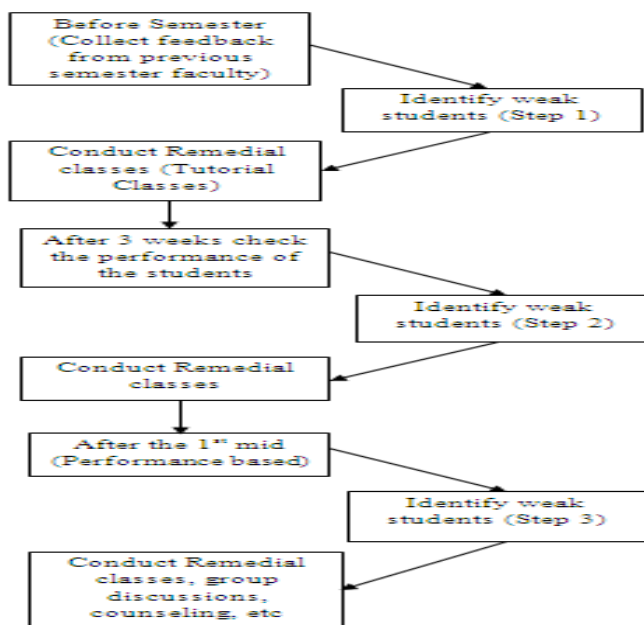 Before Semester
(Collect feedback
from previous
semester faculty)
Identify weak
students (Step 1)
Conduct Remedial
classes (Tutorial
Classes)
After 3 weeks check
the performance of
the students
Identify weak
students (Step 2)
Conduct Remedial
classes
After the 1st mid
(Performance based)
Identify weak
students (Step 3)
Conduct Remedial
classes, group
discussions,
counseling, etc